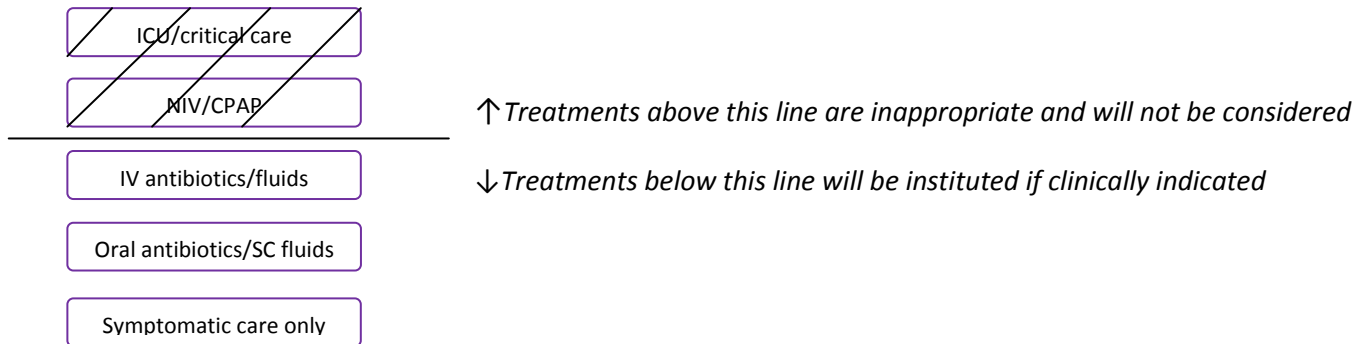 ICU/critical care
NIV/CPAP
↑Treatments above this line are inappropriate and will not be considered
IV antibiotics/fluids
↓Treatments below this line will be instituted if clinically indicated
Oral antibiotics/SC fluids
Symptomatic care only